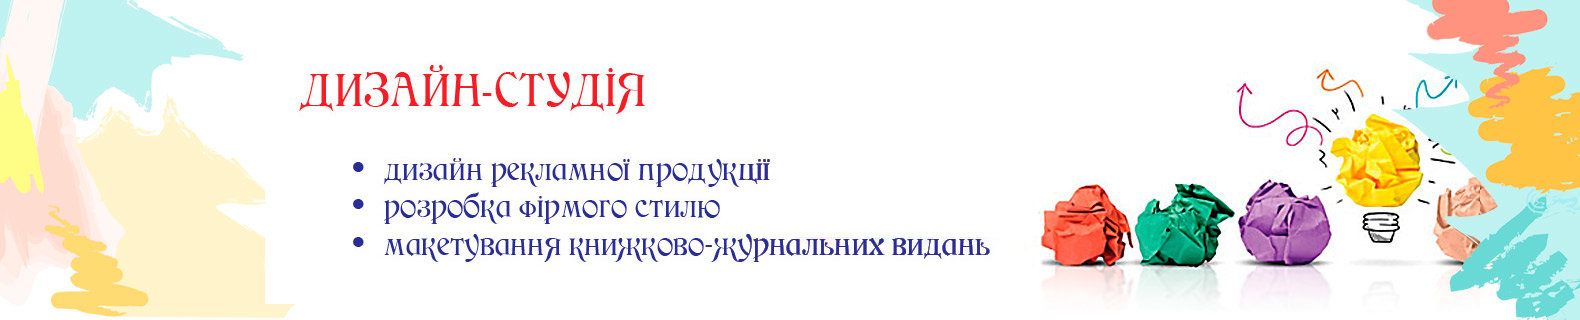 ДИЗАЙН-СТУДІЯ
• дизайн рекламної продукції
• розробка фірмого стилю
• макетування книжково-журнальних видань